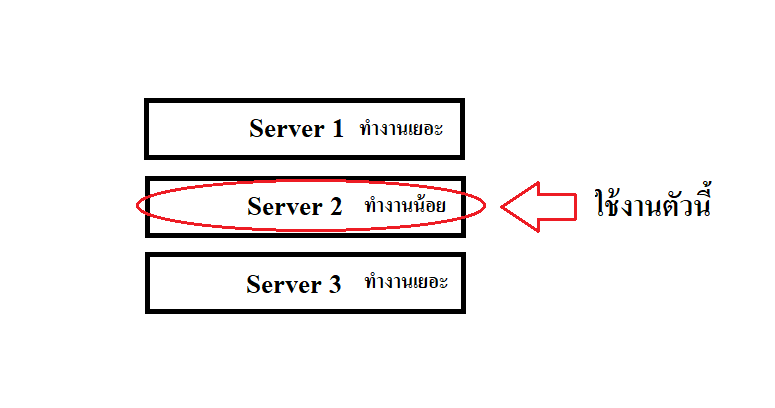 Server 1 ทำงานเยอะ
Server 2 ทำงานน้อย
ใช้งานตัวนี้
Server 3 ทำงานเยอะ